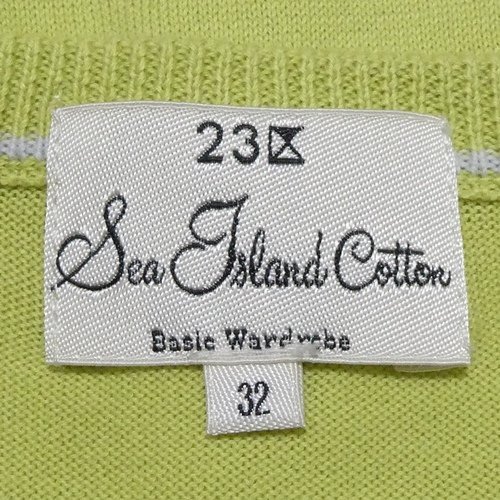 23区
Sea Island Cotton
Basic Wardrobe
32